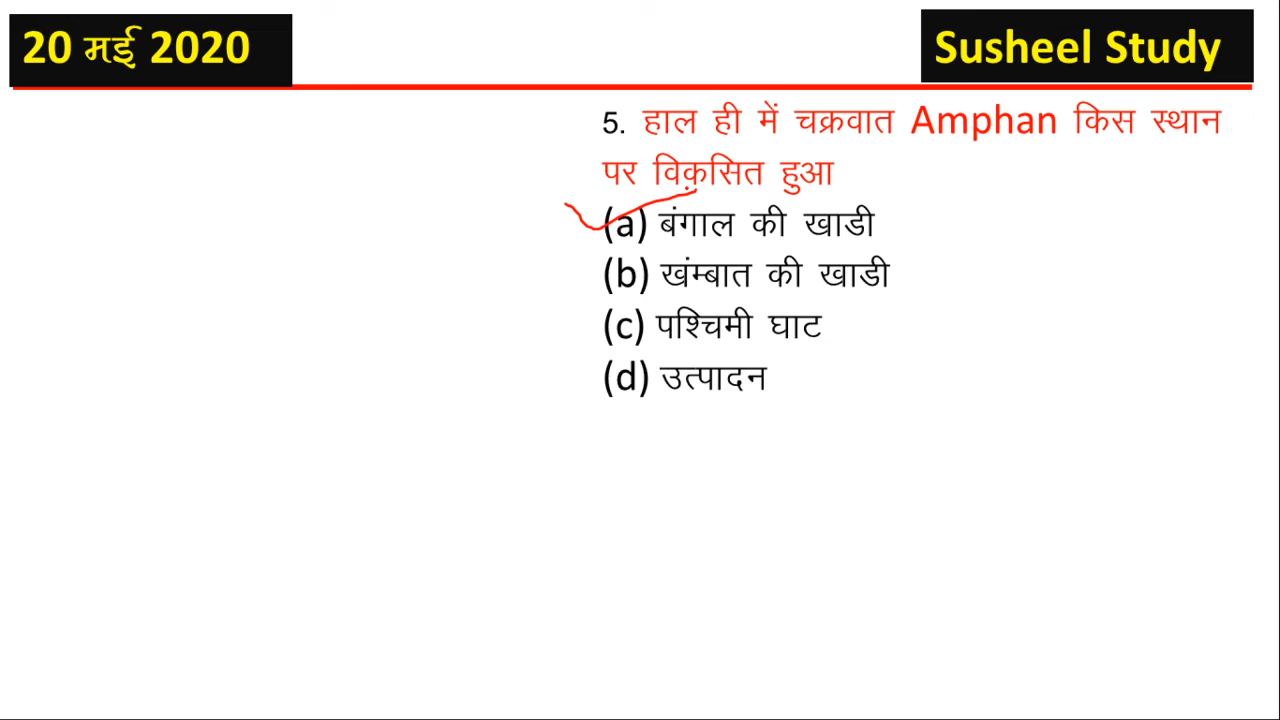 20 मई 2020
Susheel Study
5. हाल ही में चक्रवात Amphan किस स्थान
पर विकसित हुआ
(a) बंगाल की खाडी
(b) खंम्बात की खाडी
(c) पश्चिमी घाट
(d) उत्पादन